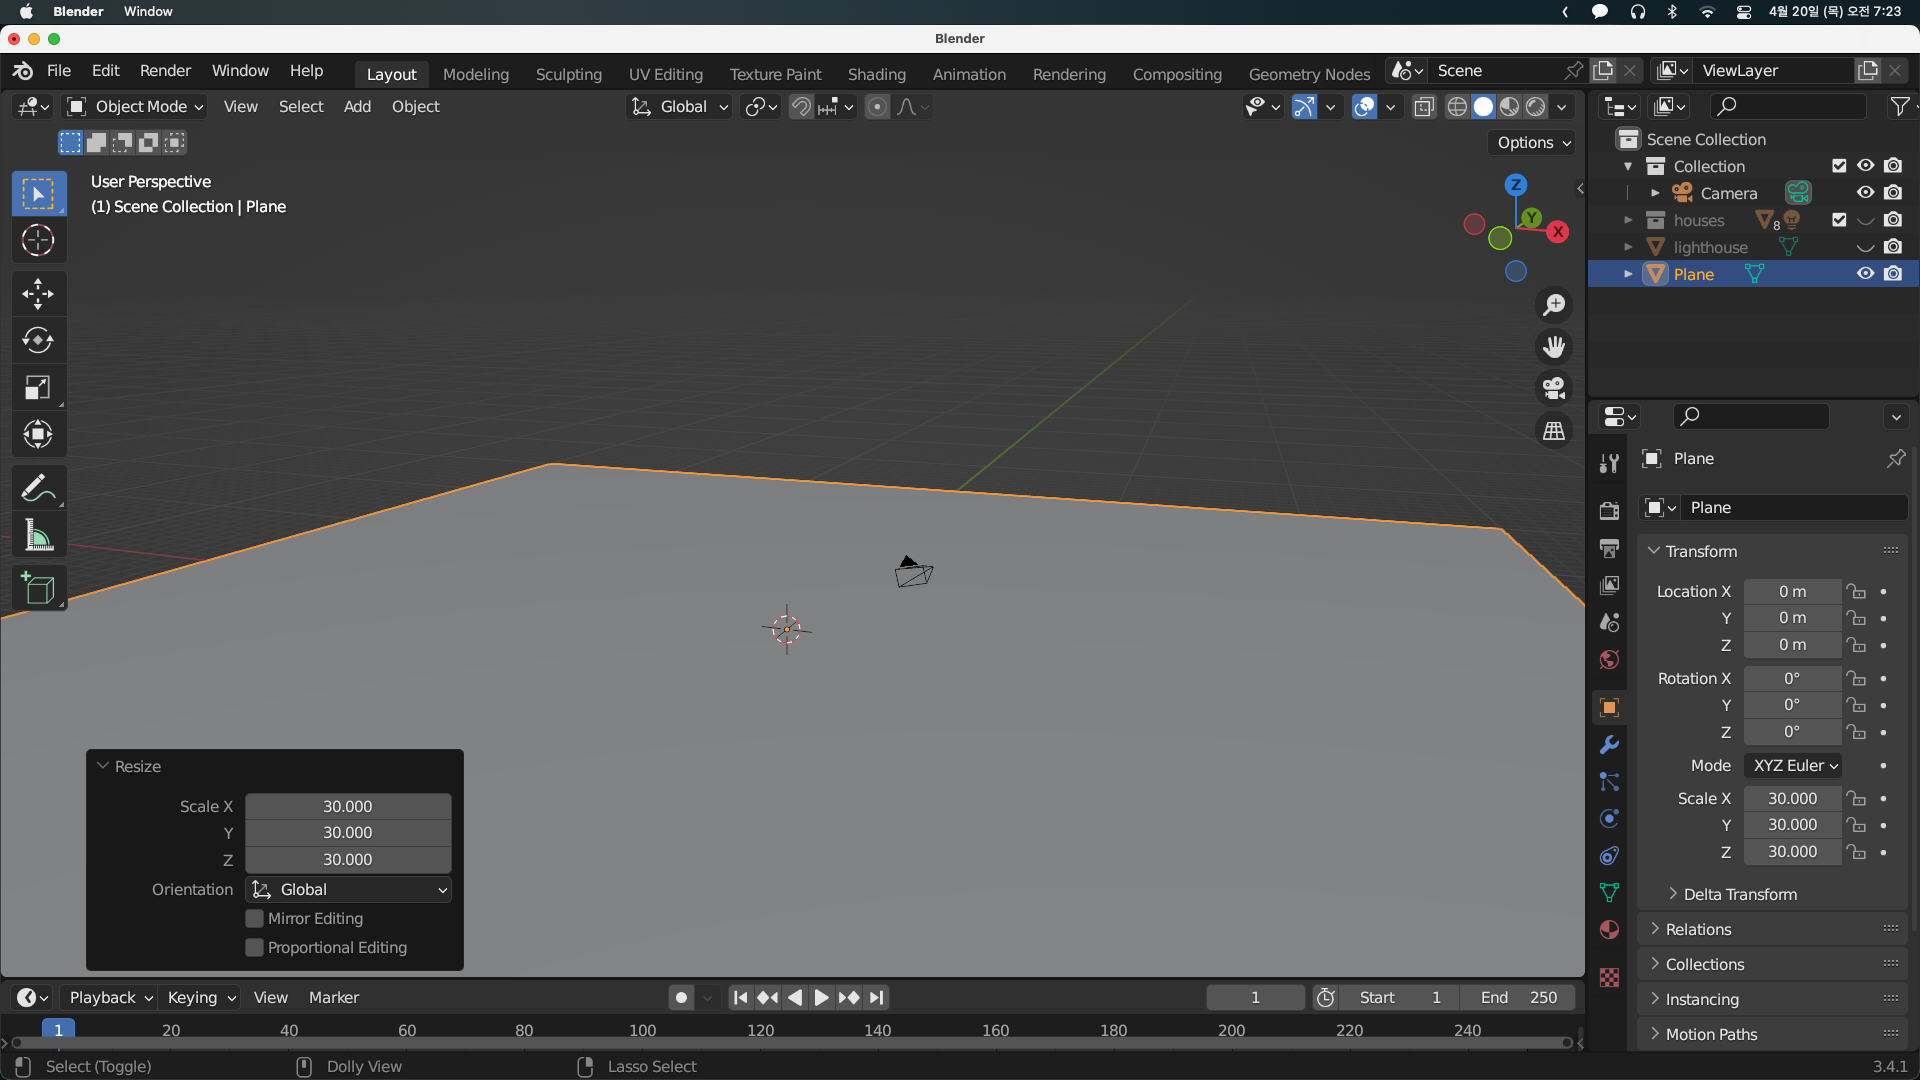 Blender Window 4월 20일 (목) 오전 7:23
Blender
File Edit Render Window Help Layout Modeling Sculpting UV Editing Texture Paint Shading Animation Rendering Compositing Geometry Nodes Scene ViewLayer
Object Mode View Select Add Object Global
Options
User Perspective
(1) Scene Collection | Plane
Z
Y
X
Scene Collection
Collection
Camera
houses 8
lighthouse
Plane
Plane
Plane
Transform
Location X 0 m
Y 0 m
Z 0 m
Rotation X 0°
Y 0°
Z 0°
Mode XYZ Euler
Scale X 30.000
Y 30.000
Z 30.000
Delta Transform
Relations
Collections
Instancing
Motion Paths
Resize
Scale X 30.000
Y 30.000
Z 30.000
Orientation Global
Mirror Editing
Proportional Editing
Playback Keying View Marker 1 Start 1 End 250
1 20 40 60 80 100 120 140 160 180 200 220 240
Select (Toggle) Dolly View Lasso Select 3.4.1